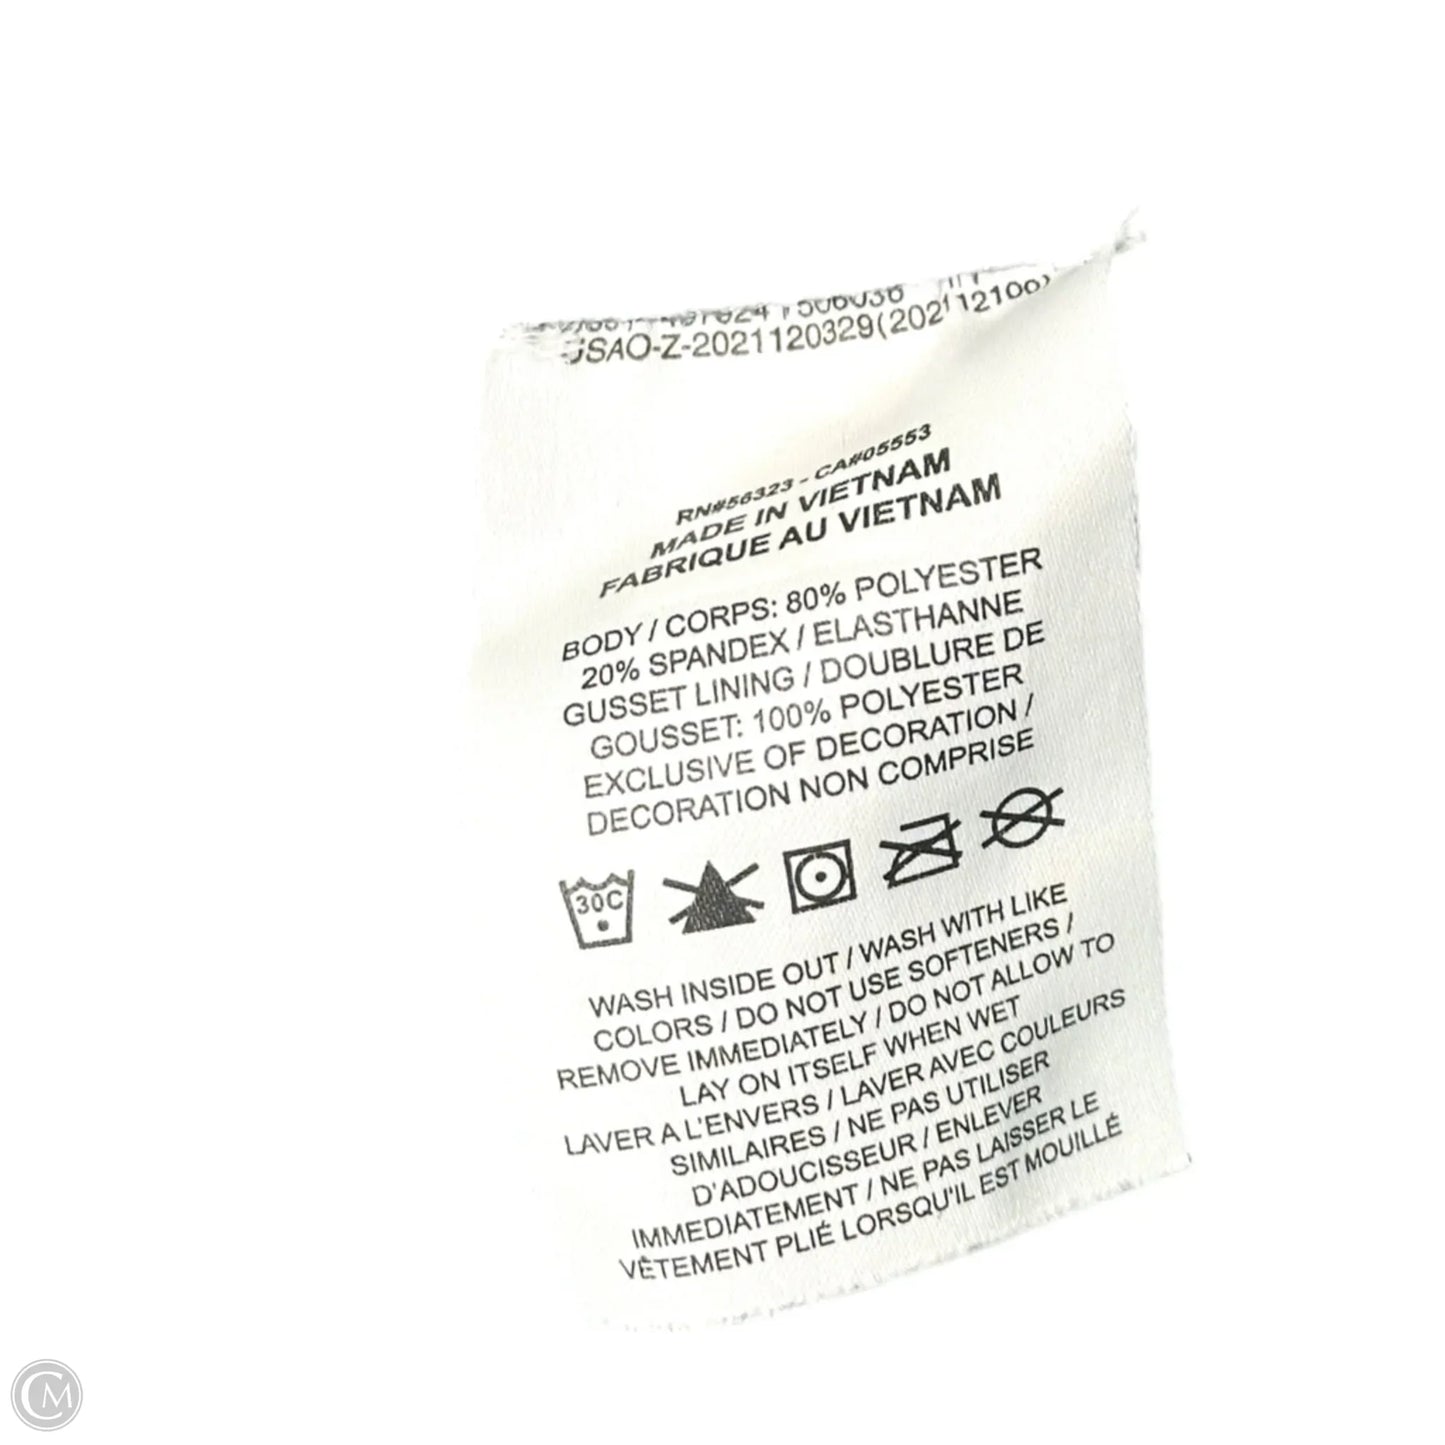 SAO-Z-2021120329(202112100)
RN#56323 - CA#05553
MADE IN VIETNAM
FABRIQUE AU VIETNAM
BODY / CORPS: 80% POLYESTER
20% SPANDEX / ELASTHANNE
GUSSET LINING / DOUBLURE DE
GOUSSET: 100% POLYESTER
EXCLUSIVE OF DECORATION /
DECORATION NON COMPRISE
30C
WASH INSIDE OUT / WASH WITH LIKE
COLORS / DO NOT USE SOFTENERS /
REMOVE IMMEDIATELY / DO NOT ALLOW TO
LAY ON ITSELF WHEN WET
LAVER A L'ENVERS / LAVER AVEC COULEURS
SIMILAIRES / NE PAS UTILISER
D'ADOUCISSEUR / ENLEVER
IMMEDIATEMENT / NE PAS LAISSER LE
VÊTEMENT PLIÉ LORSQU'IL EST MOUILLÉ
CM